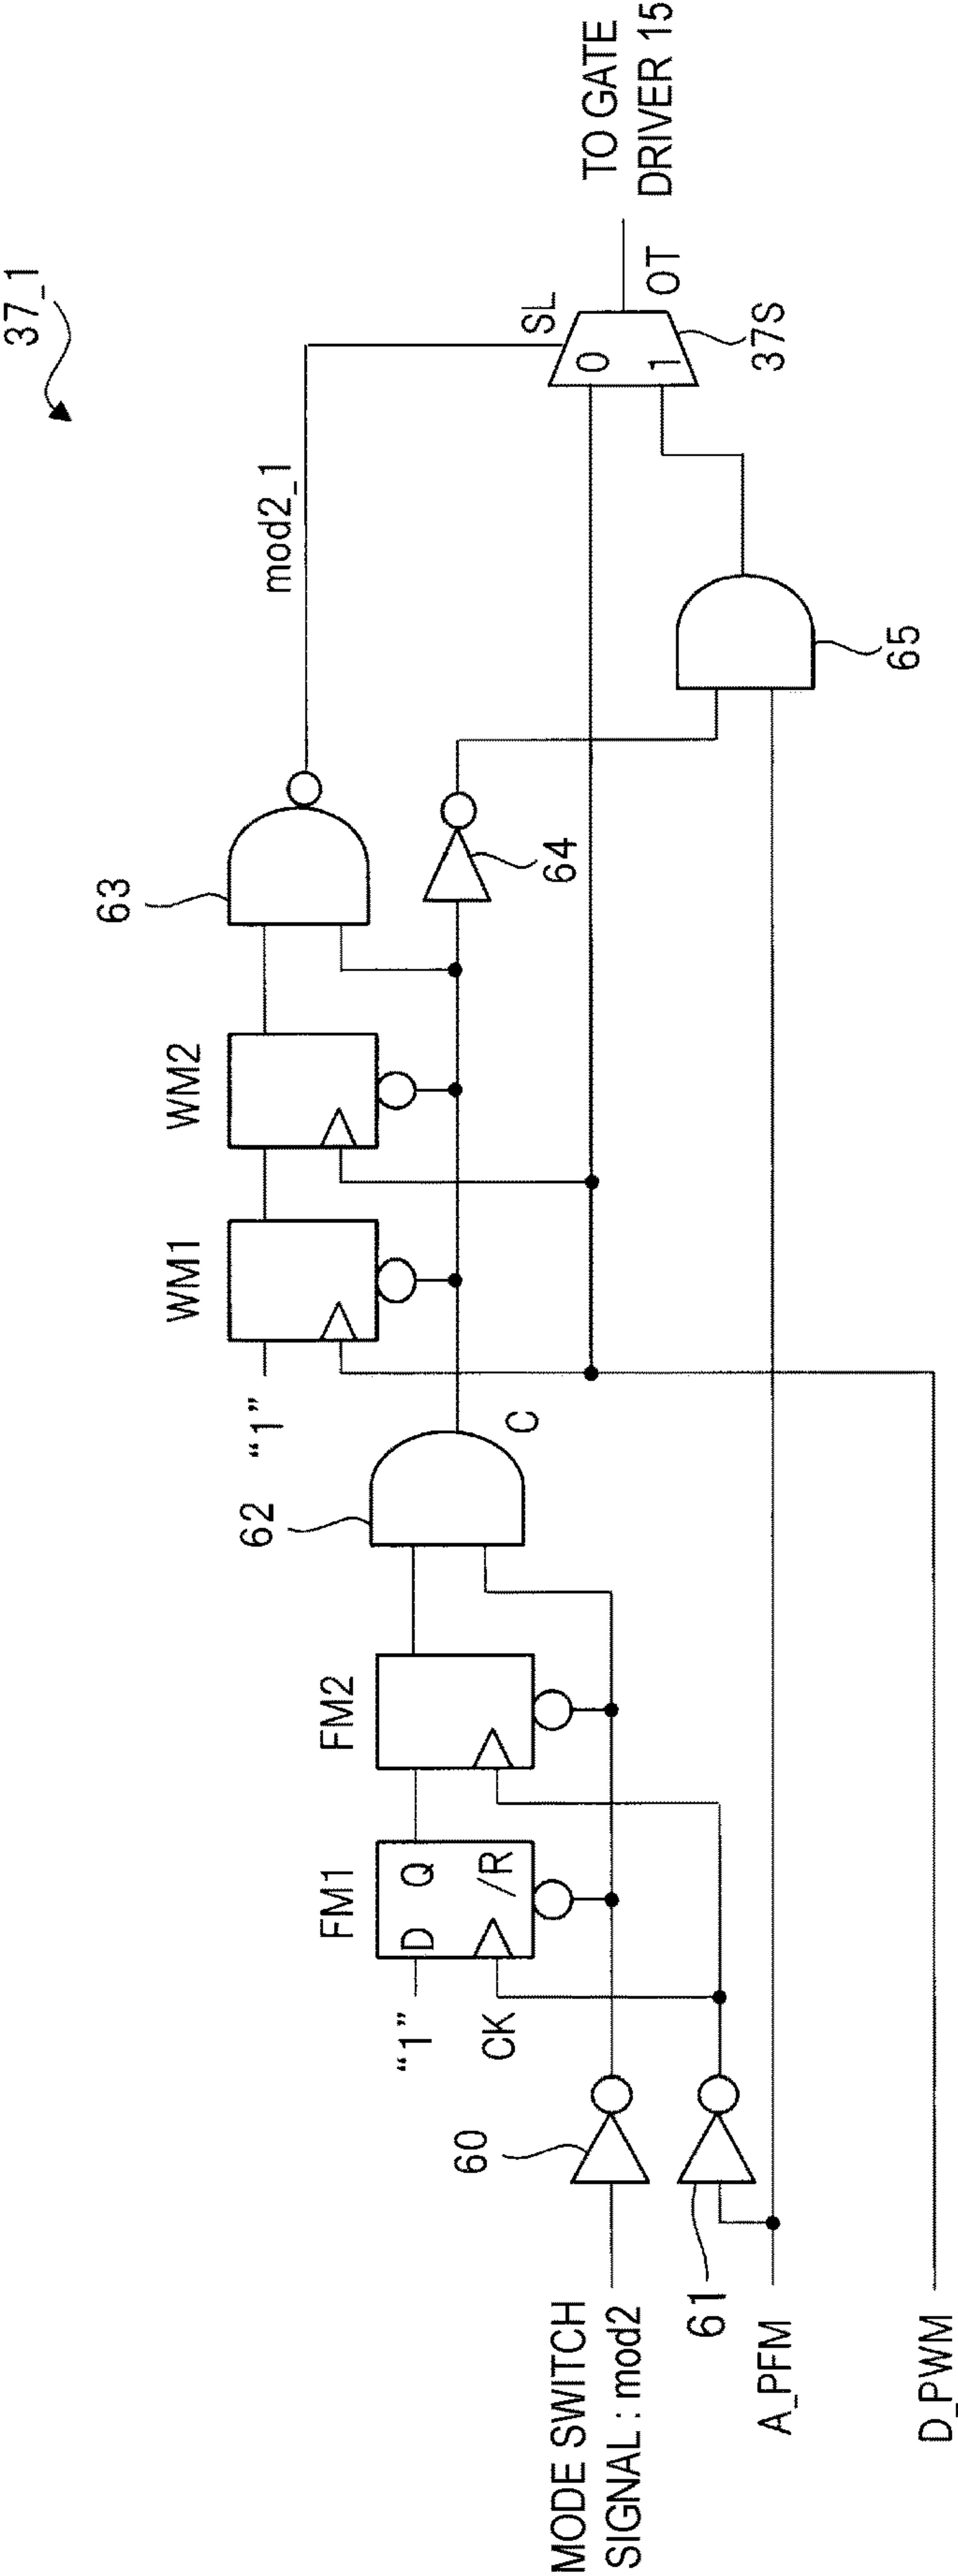 37_1
mod2_1
SL
TO GATE
DRIVER 15
0
1
OT
37S
63
WM1
WM2
"1"
64
65
62
C
FM1
FM2
D
Q
/R
"1"
CK
60
MODE SWITCH
SIGNAL : mod2
61
A_PFM
D_PWM